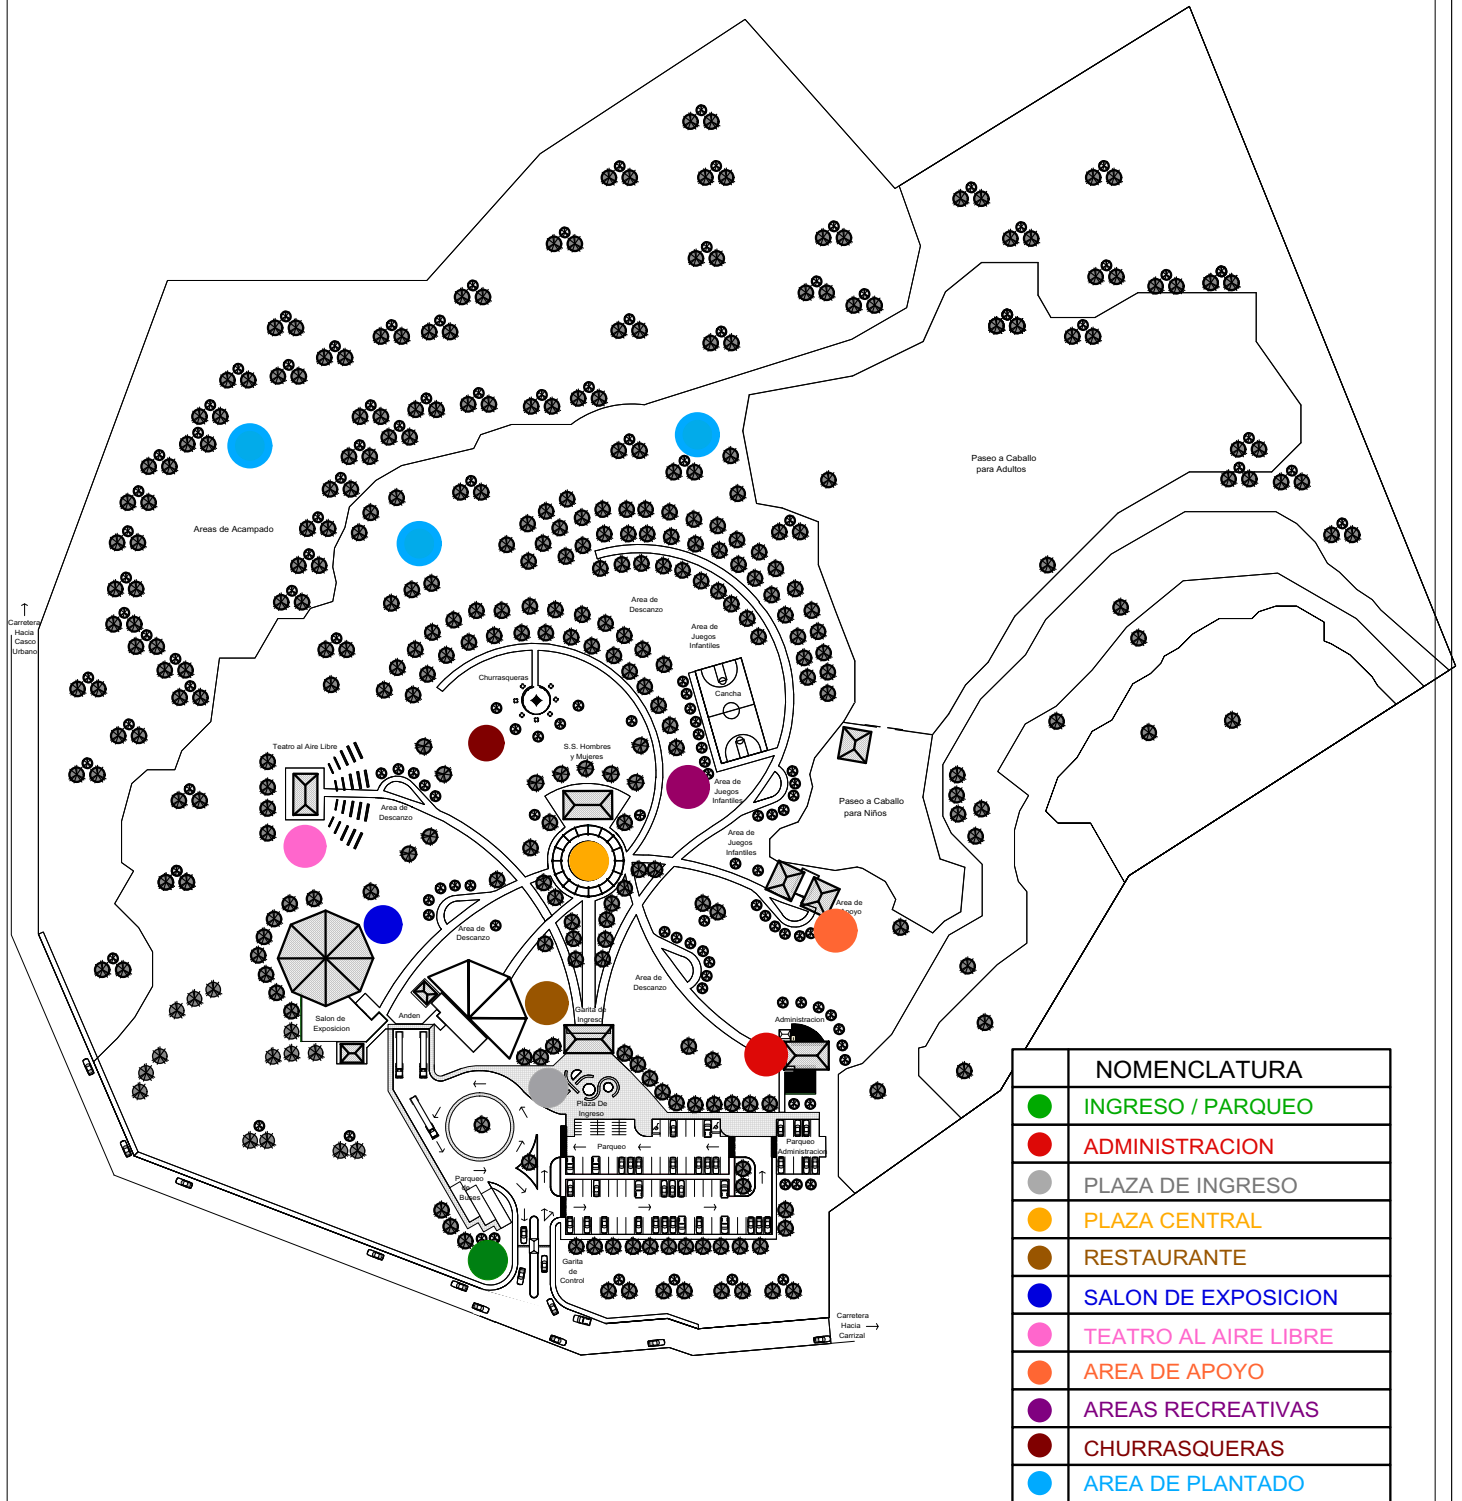 Paseo a Caballo
para Adultos
Areas de Acampado
Carretera
Hacia
Casco
Urbano
Area de
Descanzo
Area de
Juegos
Infantiles
Churrasqueras
Cancha
Teatro al Aire Libre
S.S. Hombres
y Mujeres
Area de
Juegos
Infantiles
Area de
Descanzo
Paseo a Caballo
para Niños
Area de
Juegos
Infantiles
Area de
Area de
Descanzo
Area de
Descanzo
Salon de
Exposicion
Anden
Garita de
Ingreso
Administracion
Plaza De
Ingreso
Parqueo
Parqueo
Administracion
Parqueo
de
Buses
Garita
de
Control
Carretera
Hacia
Carrizal
NOMENCLATURA
INGRESO / PARQUEO
ADMINISTRACION
PLAZA DE INGRESO
PLAZA CENTRAL
RESTAURANTE
SALON DE EXPOSICION
TEATRO AL AIRE LIBRE
AREA DE APOYO
AREAS RECREATIVAS
CHURRASQUERAS
AREA DE PLANTADO